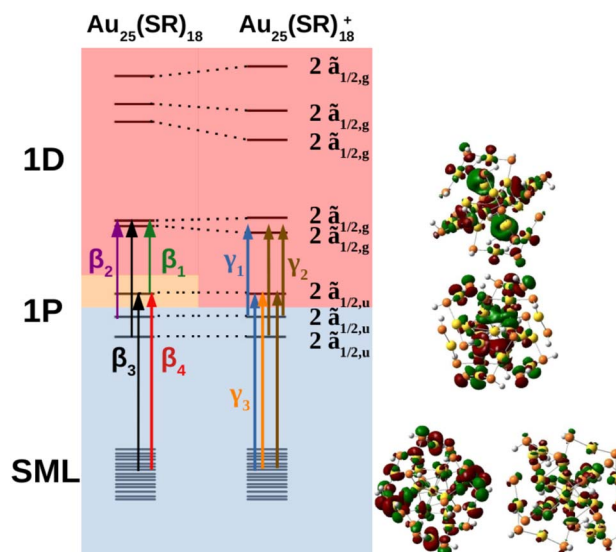 Au₂₅(SR)₁₈ Au₂₅(SR)₁₈⁺
2 ã₁/₂,g
2 ã₁/₂,g
2 ã₁/₂,g
1D
2 ã₁/₂,g
2 ã₁/₂,g
β₂ β₁ γ₁ γ₂
2 ã₁/₂,u
1P
2 ã₁/₂,u
2 ã₁/₂,u
β₃ β₄
γ₃
SML